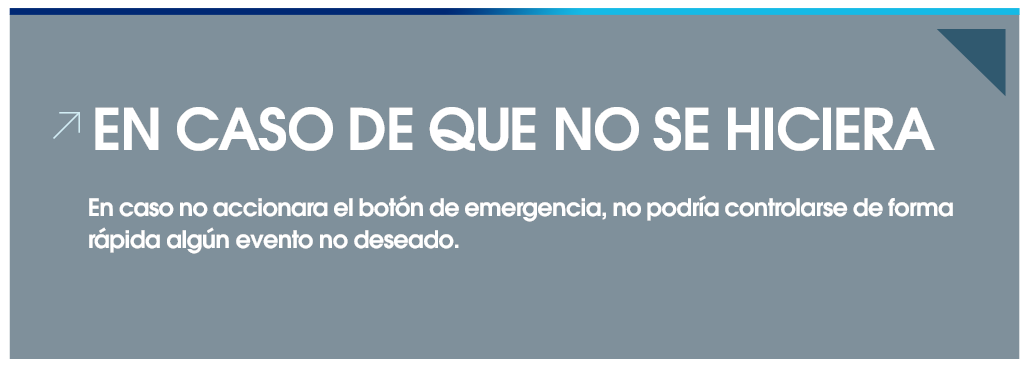 EN CASO DE QUE NO SE HICIERA
En caso no accionara el botón de emergencia, no podría controlarse de forma
rápida algún evento no deseado.